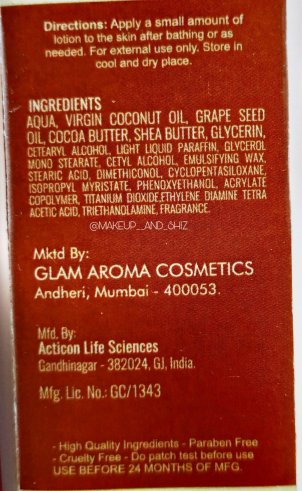 Directions: Apply a small amount of
lotion to the skin after bathing or as
needed. For external use only. Store in
cool and dry place.
INGREDIENTS
AQUA, VIRGIN COCONUT OIL, GRAPE SEED
OIL, COCOA BUTTER, SHEA BUTTER, GLYCERIN,
CETEARYL ALCOHOL, LIGHT LIQUID PARAFFIN, GLYCEROL
MONO STEARATE, CETYL ALCOHOL, EMULSIFYING WAX,
STEARIC ACID, DIMETHICONOL, CYCLOPENTASILOXANE,
ISOPROPYL MYRISTATE, PHENOXYETHANOL, ACRYLATE
COPOLYMER, TITANIUM DIOXIDE,ETHYLENE DIAMINE TETRA
ACETIC ACID, TRIETHANOLAMINE, FRAGRANCE.
@MAKEUP__AND_SHIZ
Mktd By:
GLAM AROMA COSMETICS
Andheri, Mumbai - 400053.
Mfd. By:
Acticon Life Sciences
Gandhinagar - 382024, GJ, India.
Mfg. Lic. No.: GC/1343
- High Quality Ingredients - Paraben Free
- Cruelty Free - Do patch test before use
USE BEFORE 24 MONTHS OF MFG.